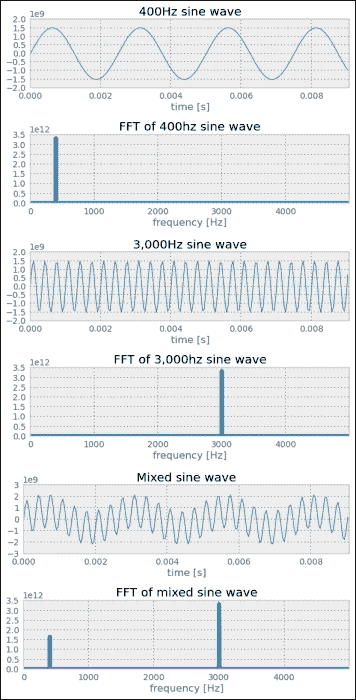 400Hz sine wave
1e9
2.0
1.5
1.0
0.5
0.0
-0.5
-1.0
-1.5
-2.0
0.000 0.002 0.004 0.006 0.008
time [s]
FFT of 400hz sine wave
1e12
3.5
3.0
2.5
2.0
1.5
1.0
0.5
0.0
0 1000 2000 3000 4000
frequency [Hz]
3,000Hz sine wave
1e9
2.0
1.5
1.0
0.5
0.0
-0.5
-1.0
-1.5
-2.0
0.000 0.002 0.004 0.006 0.008
time [s]
FFT of 3,000hz sine wave
1e12
3.5
3.0
2.5
2.0
1.5
1.0
0.5
0.0
0 1000 2000 3000 4000
frequency [Hz]
Mixed sine wave
1e9
3
2
1
0
-1
-2
-3
0.000 0.002 0.004 0.006 0.008
time [s]
FFT of mixed sine wave
1e12
3.5
3.0
2.5
2.0
1.5
1.0
0.5
0.0
0 1000 2000 3000 4000
frequency [Hz]